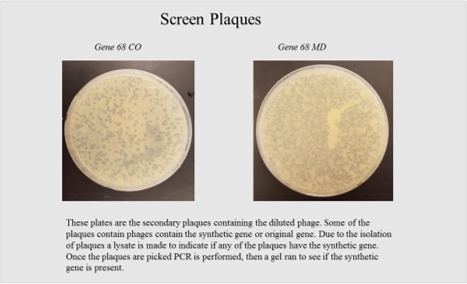 Screen Plaques
Gene 68 CO
Gene 68 MD
These plates are the secondary plaques containing the diluted phage. Some of the
plaques contain phages contain the synthetic gene or original gene. Due to the isolation
of plaques a lysate is made to indicate if any of the plaques have the synthetic gene.
Once the plaques are picked PCR is performed, then a gel ran to see if the synthetic
gene is present.